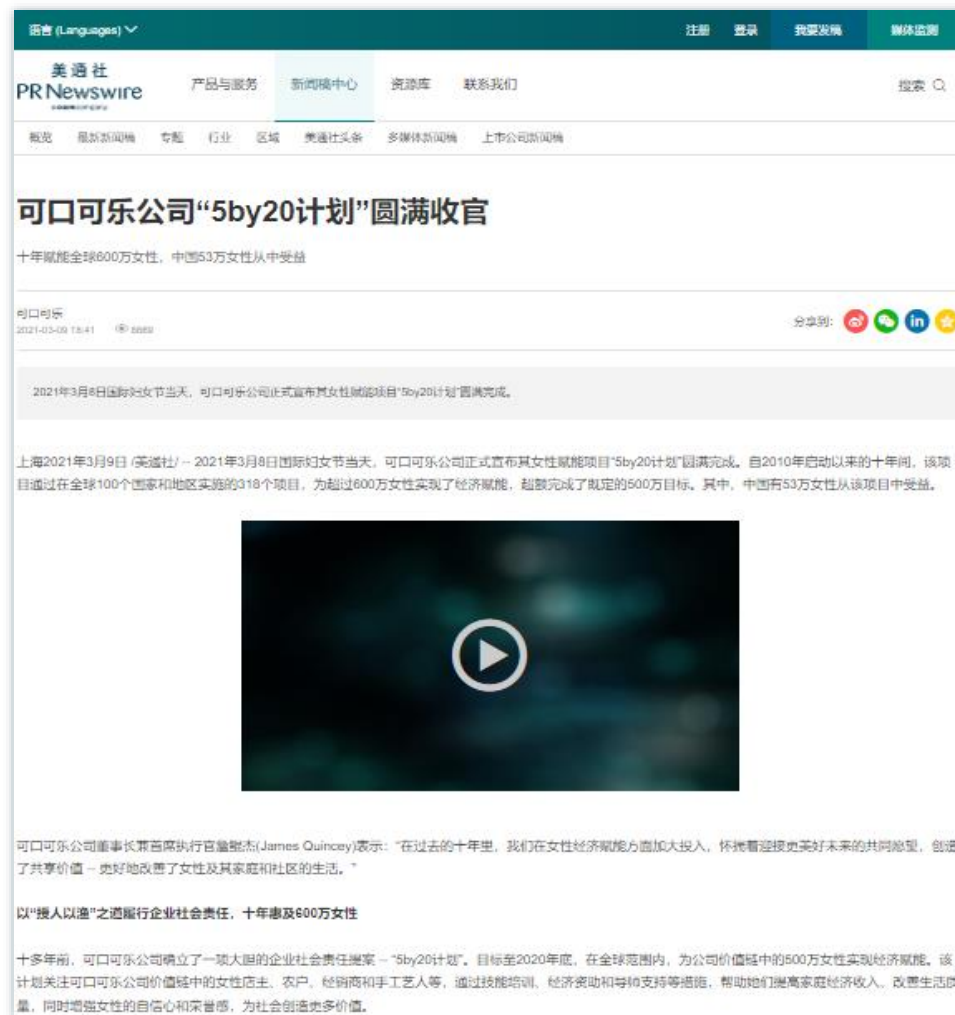 语言 (Languages)
注册 登录 我要发稿 媒体监测
美通社
PR Newswire
产品与服务 新闻稿中心 资源库 联系我们
搜索
概览 最新新闻稿 专题 行业 区域 美通社头条 多媒体新闻稿 上市公司新闻稿
可口可乐公司“5by20计划”圆满收官
十年赋能全球600万女性，中国53万女性从中受益
可口可乐
2021-03-09 18:41
分享到:
2021年3月8日国际妇女节当天，可口可乐公司正式宣布其女性赋能项目“5by20计划”圆满完成。
上海2021年3月9日 /美通社/ -- 2021年3月8日国际妇女节当天，可口可乐公司正式宣布其女性赋能项目“5by20计划”圆满完成。自2010年启动以来的十年间，该项
目通过在全球100个国家和地区实施的318个项目，为超过600万女性实现了经济赋能，超额完成了既定的500万目标。其中，中国有53万女性从该项目中受益。
可口可乐公司董事长兼首席执行官詹鲲杰(James Quincey)表示：“在过去的十年里，我们在女性经济赋能方面加大投入，怀揣着迎接更美好未来的共同愿望，创造
了共享价值 -- 更好地改善了女性及其家庭和社区的生活。”
以“授人以渔”之道履行企业社会责任，十年惠及600万女性
十多年前，可口可乐公司确立了一项大胆的企业社会责任提案 -- “5by20计划”。目标至2020年底，在全球范围内，为公司价值链中的500万女性实现经济赋能。该
计划关注可口可乐公司价值链中的女性店主、农户、经销商和手工艺人等，通过技能培训、经济资助和导师支持等措施，帮助她们提高家庭经济收入、改善生活质
量，同时增强女性的自信心和荣誉感，为社会创造更多价值。